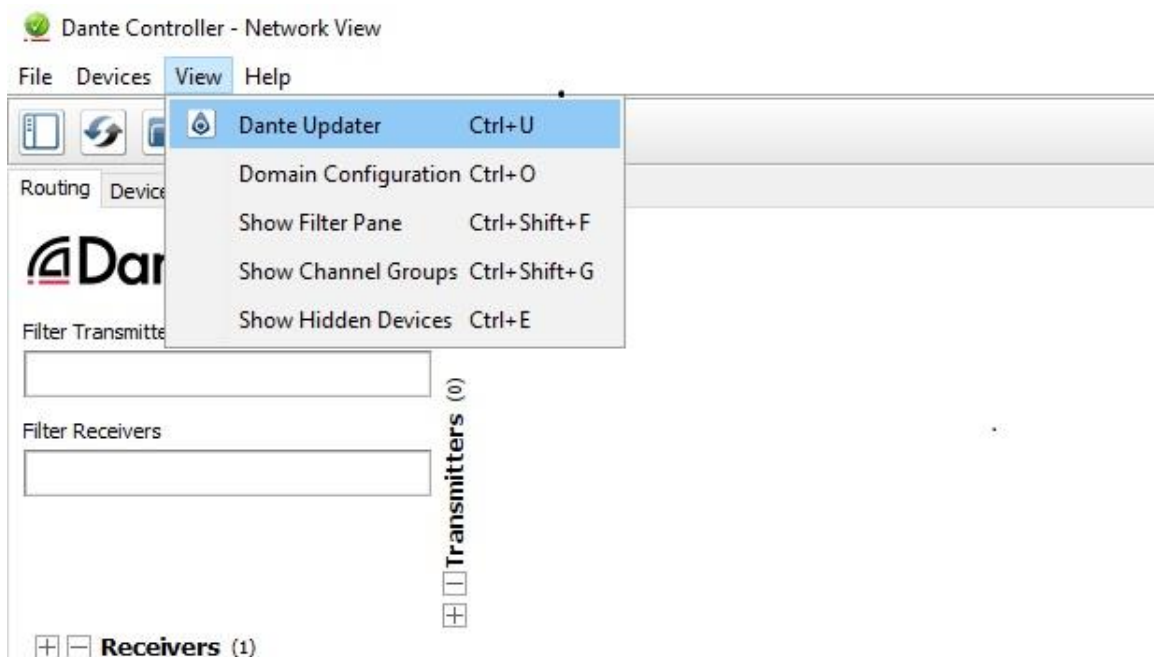 Dante Controller - Network View
File Devices View Help
Dante Updater Ctrl+U
Domain Configuration Ctrl+O
Show Filter Pane Ctrl+Shift+F
Show Channel Groups Ctrl+Shift+G
Show Hidden Devices Ctrl+E
Routing
Filter
Filter Receivers
Transmitters (0)
Receivers (1)